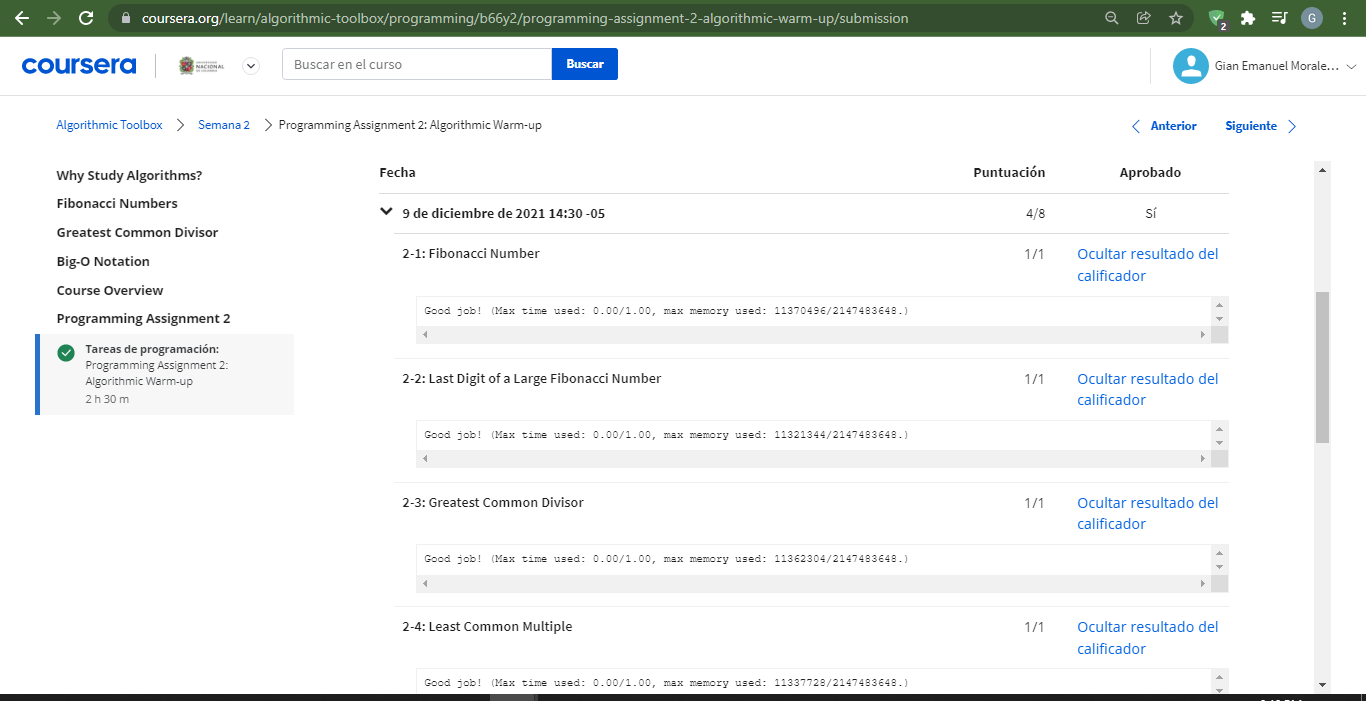 coursera.org/learn/algorithmic-toolbox/programming/b66y2/programming-assignment-2-algorithmic-warm-up/submission
2
G
coursera
UNIVERSIDAD
NACIONAL
DE COLOMBIA
Buscar en el curso
Buscar
Gian Emanuel Morale...
Algorithmic Toolbox
Semana 2
Programming Assignment 2: Algorithmic Warm-up
Anterior
Siguiente
Why Study Algorithms?
Fibonacci Numbers
Greatest Common Divisor
Big-O Notation
Course Overview
Programming Assignment 2
Tareas de programación:
Programming Assignment 2:
Algorithmic Warm-up
2 h 30 m
Fecha Puntuación Aprobado
9 de diciembre de 2021 14:30 -05 4/8 Sí
2-1: Fibonacci Number 1/1 Ocultar resultado del
calificador
Good job! (Max time used: 0.00/1.00, max memory used: 11370496/2147483648.)
2-2: Last Digit of a Large Fibonacci Number 1/1 Ocultar resultado del
calificador
Good job! (Max time used: 0.00/1.00, max memory used: 11321344/2147483648.)
2-3: Greatest Common Divisor 1/1 Ocultar resultado del
calificador
Good job! (Max time used: 0.00/1.00, max memory used: 11362304/2147483648.)
2-4: Least Common Multiple 1/1 Ocultar resultado del
calificador
Good job! (Max time used: 0.00/1.00, max memory used: 11337728/2147483648.)